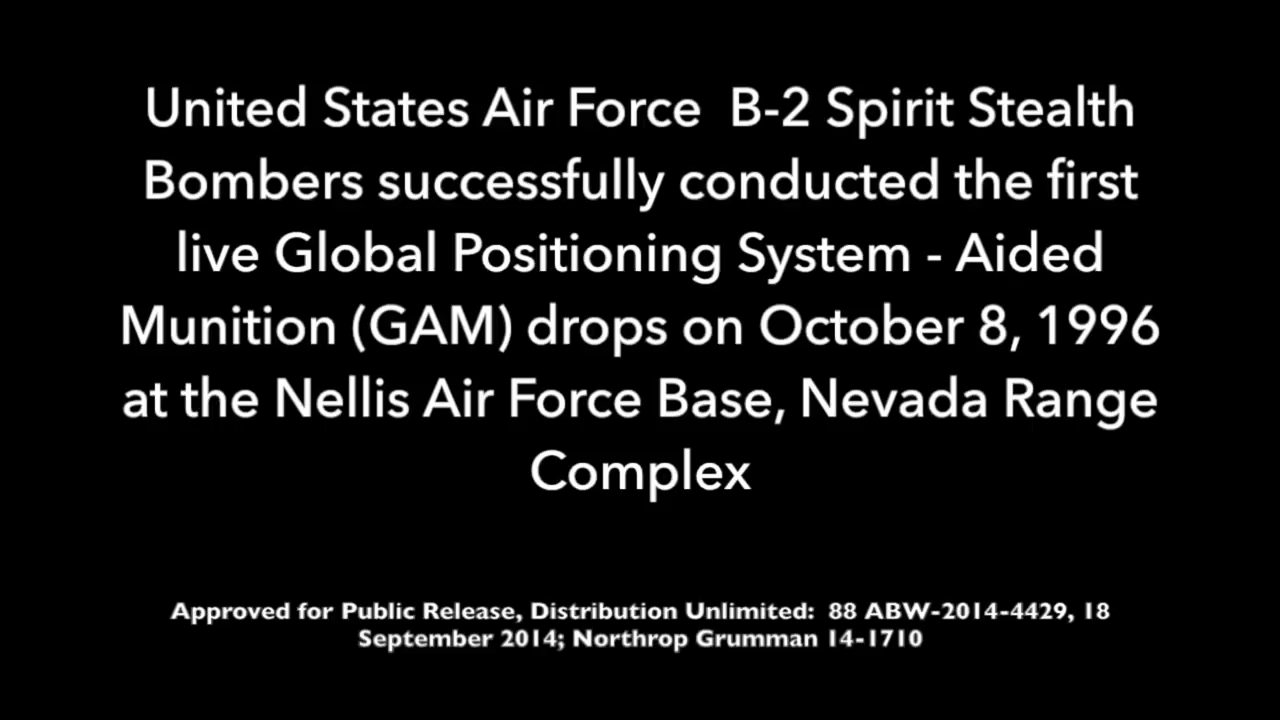 United States Air Force  B-2 Spirit Stealth
Bombers successfully conducted the first
live Global Positioning System - Aided
Munition (GAM) drops on October 8, 1996
at the Nellis Air Force Base, Nevada Range
Complex
Approved for Public Release, Distribution Unlimited:  88 ABW-2014-4429, 18
September 2014; Northrop Grumman 14-1710